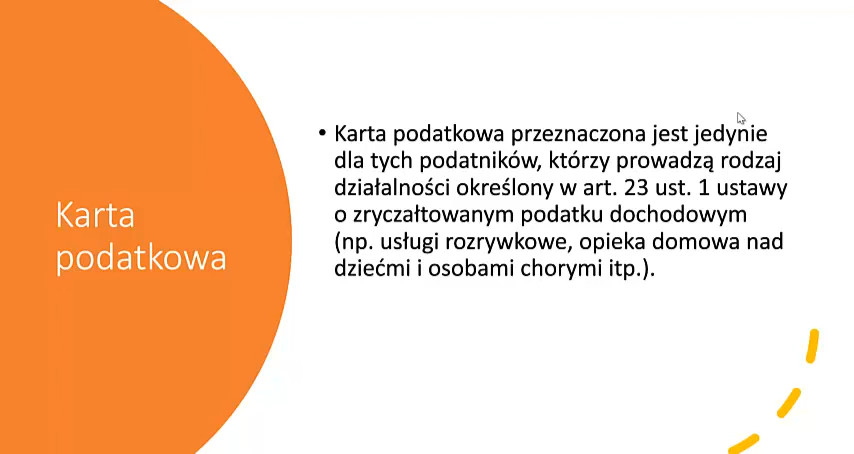 Karta
podatkowa
• Karta podatkowa przeznaczona jest jedynie
dla tych podatników, którzy prowadzą rodzaj
działalności określony w art. 23 ust. 1 ustawy
o zryczałtowanym podatku dochodowym
(np. usługi rozrywkowe, opieka domowa nad
dziećmi i osobami chorymi itp.).